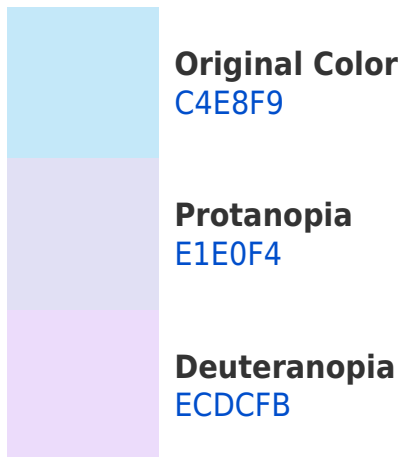 Original Color
C4E8F9
Protanopia
E1E0F4
Deuteranopia
ECDCFB